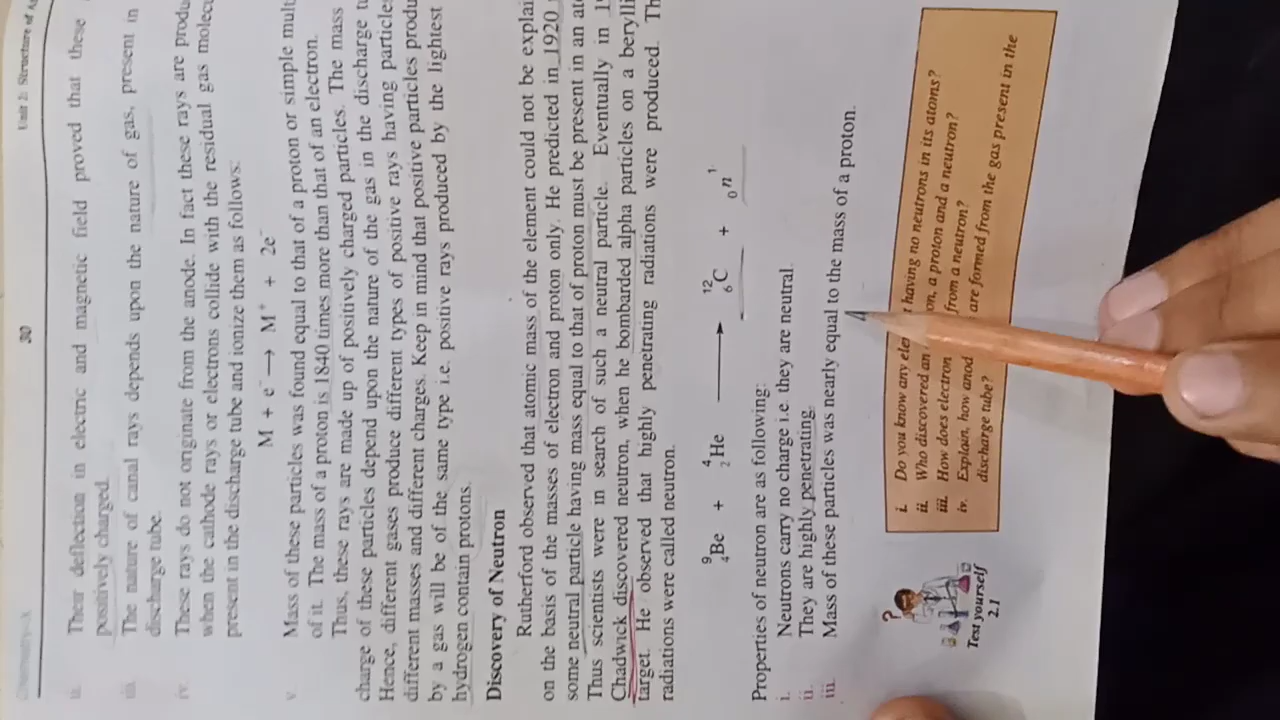 30
Unit 2: Structure of
ii. Their deflection in electric and magnetic field proved that these
positively charged.
iii. The nature of canal rays depends upon the nature of gas, present in
discharge tube.
iv. These rays do not originate from the anode. In fact these rays are
when the cathode rays or electrons collide with the residual gas
present in the discharge tube and ionize them as follows:
M + e⁻ → M⁺ + 2e⁻
v. Mass of these particles was found equal to that of a proton or simple
of it. The mass of a proton is 1840 times more than that of an electron.
Thus, these rays are made up of positively charged particles. The mass
charge of these particles depend upon the nature of the gas in the discharge
Hence, different gases produce different types of positive rays having particles
different masses and different charges. Keep in mind that positive particles
by a gas will be of the same type i.e. positive rays produced by the lightest
hydrogen contain protons.
Discovery of Neutron
Rutherford observed that atomic mass of the element could not be
on the basis of the masses of electron and proton only. He predicted in 1920
some neutral particle having mass equal to that of proton must be present in an
Thus scientists were in search of such a neutral particle. Eventually in
Chadwick discovered neutron, when he bombarded alpha particles on a
target. He observed that highly penetrating radiations were produced.
radiations were called neutron.
⁹₄Be + ⁴₂He → ¹²₆C + ₀n¹
Properties of neutron are as following:
i. Neutrons carry no charge i.e. they are neutral.
ii. They are highly penetrating.
iii. Mass of these particles was nearly equal to the mass of a proton.
Test yourself
2.1
i. Do you know any having no neutrons in its atoms?
ii. Who discovered an a proton and a neutron?
iii. How does electron from a neutron?
iv. Explain, how are formed from the gas present in the
discharge tube?